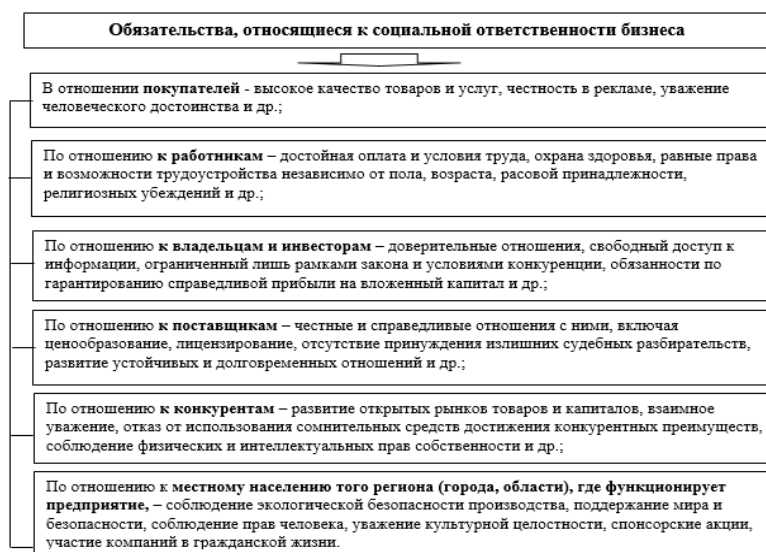 Обязательства, относящиеся к социальной ответственности бизнеса
В отношении покупателей - высокое качество товаров и услуг, честность в рекламе, уважение
человеческого достоинства и др.;
По отношению к работникам – достойная оплата и условия труда, охрана здоровья, равные права
и возможности трудоустройства независимо от пола, возраста, расовой принадлежности,
религиозных убеждений и др.;
По отношению к владельцам и инвесторам – доверительные отношения, свободный доступ к
информации, ограниченный лишь рамками закона и условиями конкуренции, обязанности по
гарантированию справедливой прибыли на вложенный капитал и др.;
По отношению к поставщикам – честные и справедливые отношения с ними, включая
ценообразование, лицензирование, отсутствие принуждения излишних судебных разбирательств,
развитие устойчивых и долговременных отношений и др.;
По отношению к конкурентам – развитие открытых рынков товаров и капиталов, взаимное
уважение, отказ от использования сомнительных средств достижения конкурентных преимуществ,
соблюдение физических и интеллектуальных прав собственности и др.;
По отношению к местному населению того региона (города, области), где функционирует
предприятие, – соблюдение экологической безопасности производства, поддержание мира и
безопасности, соблюдение прав человека, уважение культурной целостности, спонсорские акции,
участие компаний в гражданской жизни.